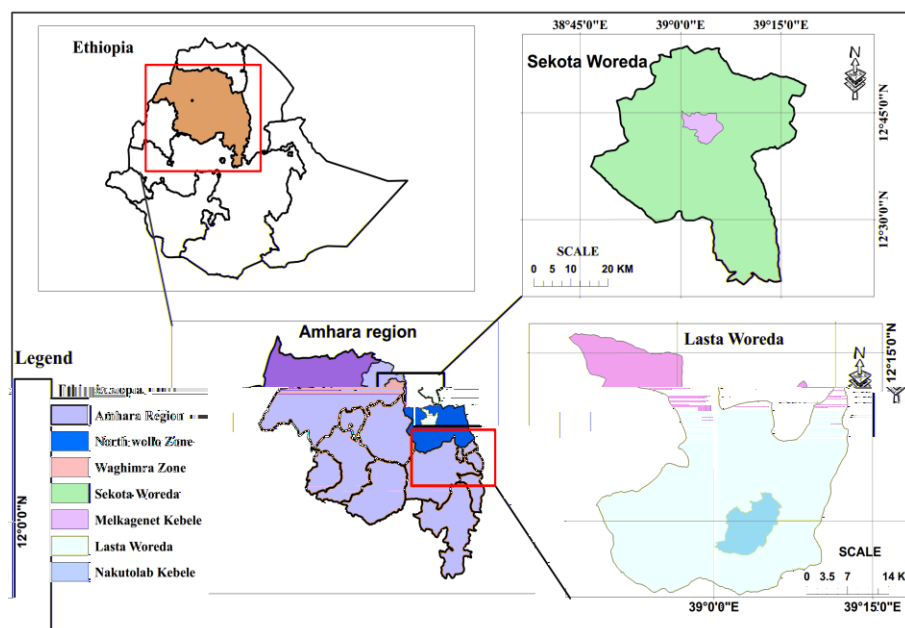 Ethiopia
38°45'0"E 39°0'0"E 39°15'0"E
Sekota Woreda
N
12°45'0"N
12°30'0"N
SCALE
0 5 10 20 KM
Amhara region
Lasta Woreda
N
12°15'0"N
Legend
Amhara Region
North wollo Zone
Waghimra Zone
Sekota Woreda
Melkagenet Kebele
Lasta Woreda
Nakutolab Kebele
12°0'0"N
SCALE
0 3.5 7 14 K
39°0'0"E 39°15'0"E